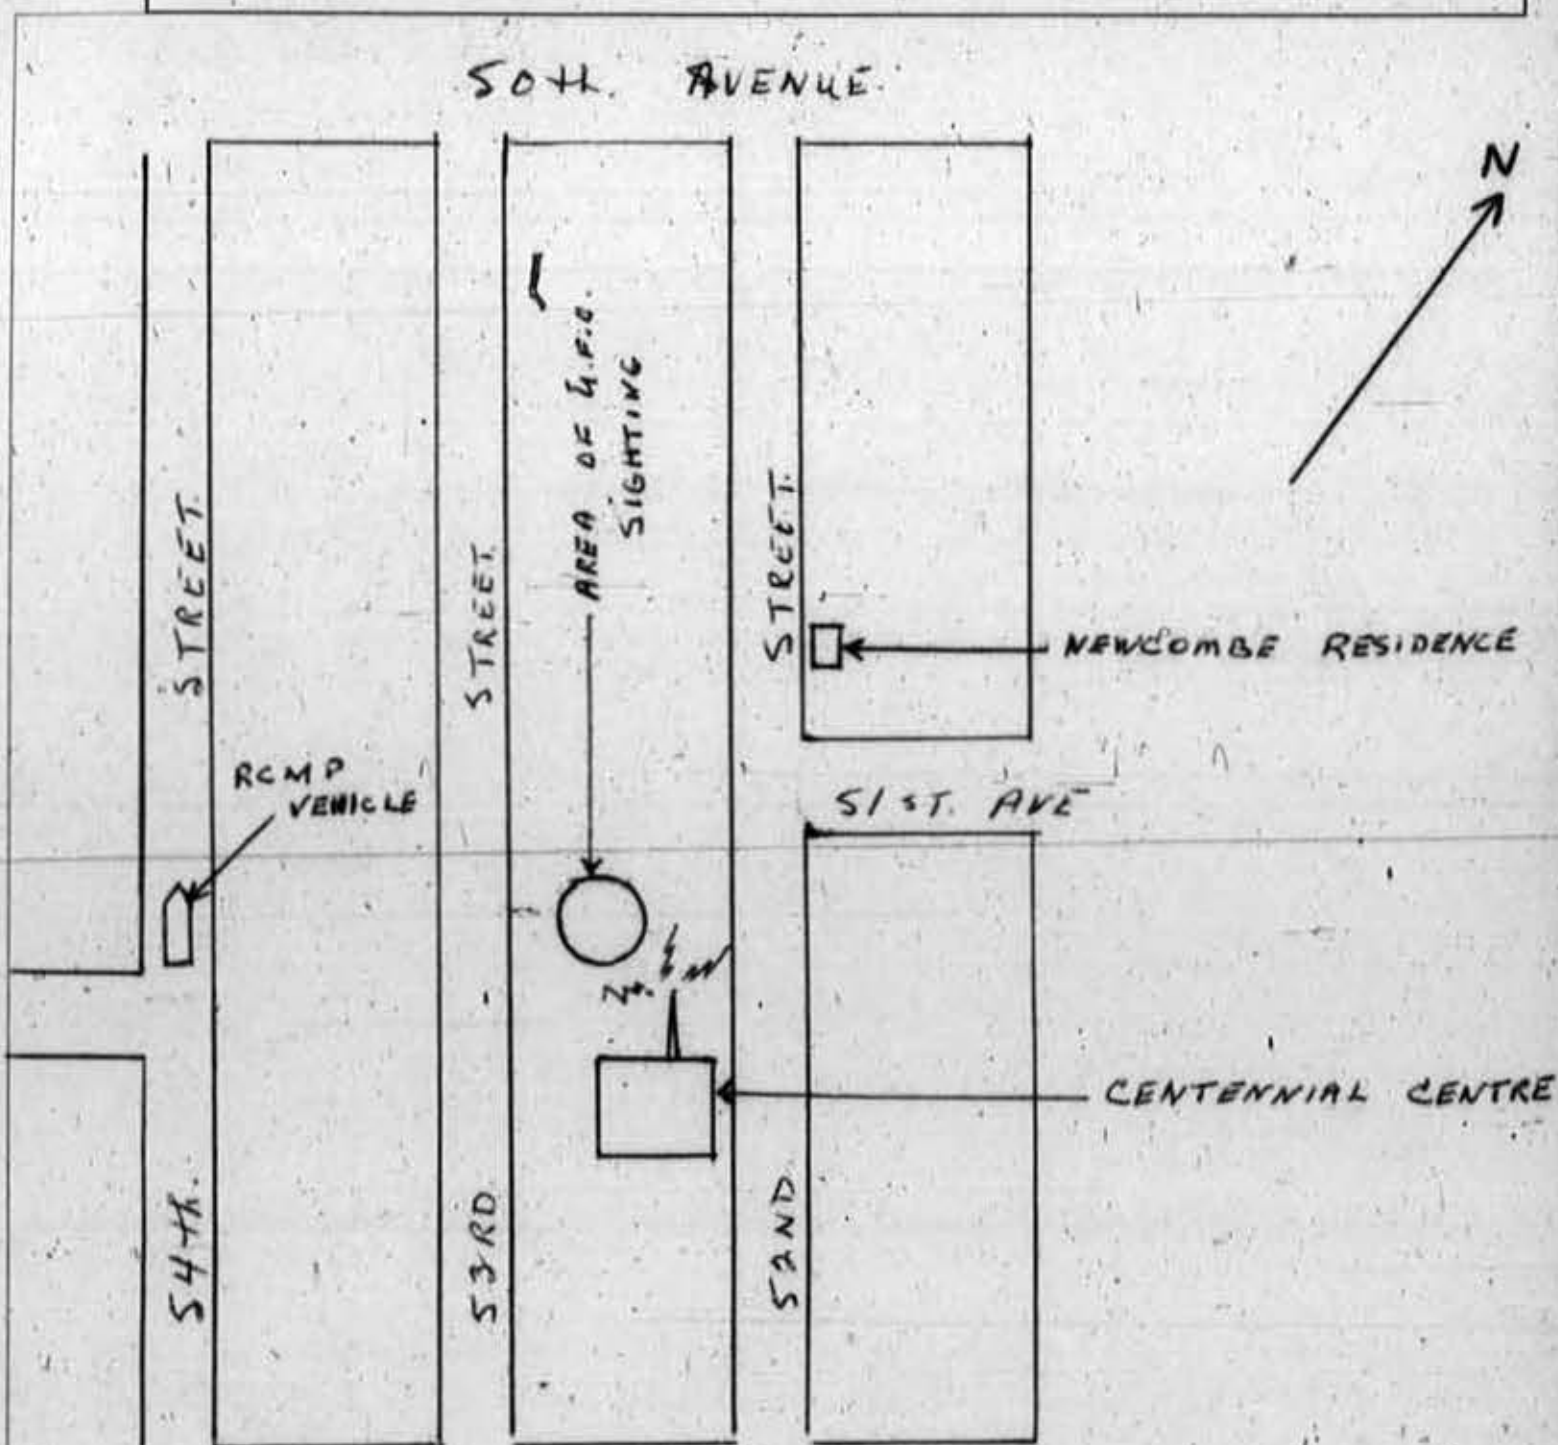 50th. AVENUE.
N
AREA OF U.F.O.
SIGHTING
STREET
STREET
STREET.
NEWCOMBE RESIDENCE
RCMP
VEHICLE
51ST. AVE
CENTENNIAL CENTRE
54th.
53RD
52ND